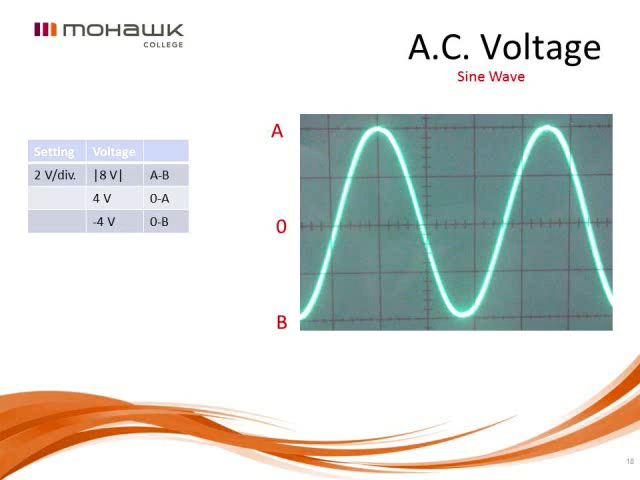 mohawk
COLLEGE
A.C. Voltage
Sine Wave
Setting Voltage
2 V/div. |8 V| A-B
4 V 0-A
-4 V 0-B
A
0
B
18